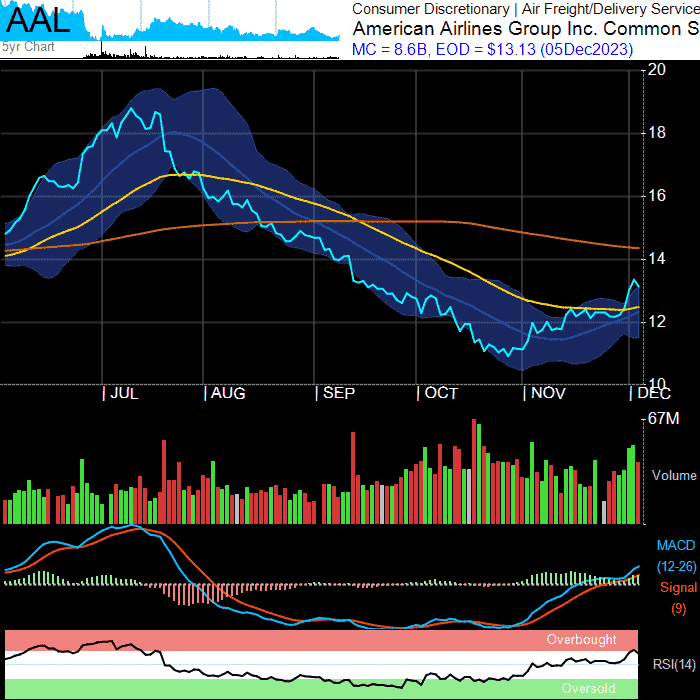 AAL
5yr Chart
Consumer Discretionary | Air Freight/Delivery Service
American Airlines Group Inc. Common S
MC = 8.6B, EOD = $13.13 (05Dec2023)
20
18
16
14
12
10
JUL
AUG
SEP
OCT
NOV
DEC
67M
Volume
MACD
(12-26)
Signal
(9)
Overbought
RSI(14)
Oversold